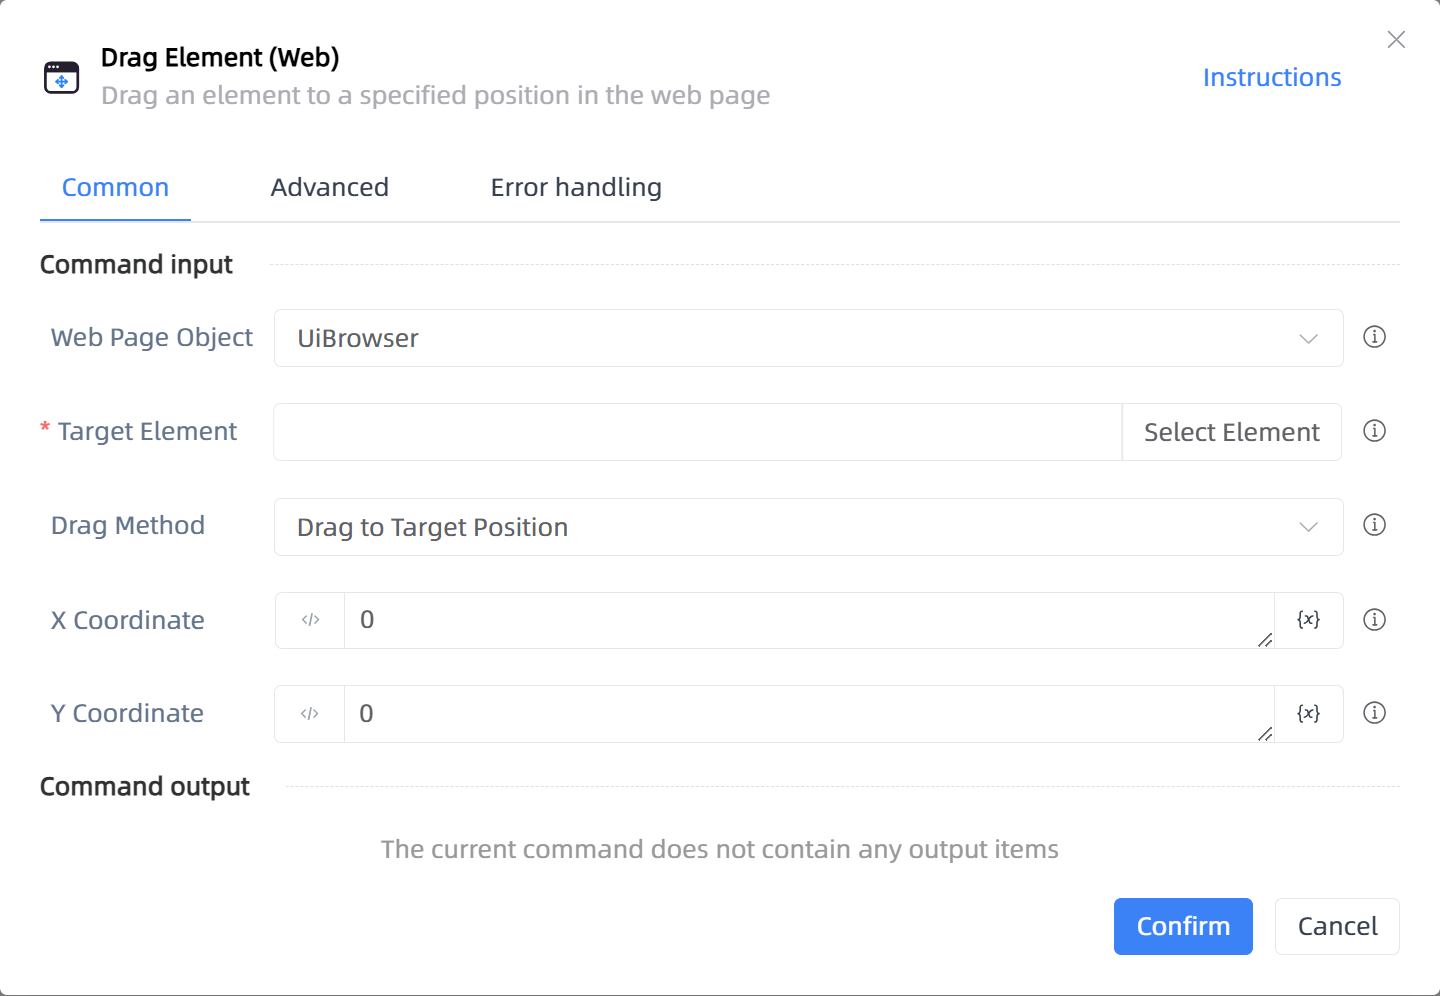 Drag Element (Web)
Drag an element to a specified position in the web page
Instructions
Common
Advanced
Error handling
Command input
Web Page Object
UiBrowser
* Target Element
Select Element
Drag Method
Drag to Target Position
X Coordinate
</>
0
{x}
Y Coordinate
</>
0
{x}
Command output
The current command does not contain any output items
Confirm
Cancel